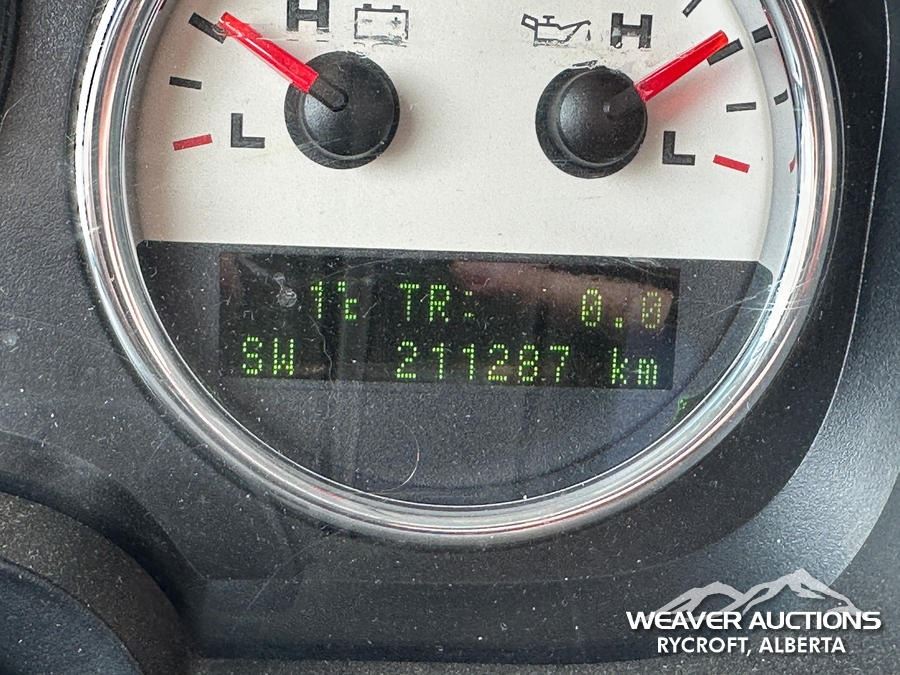 H H
L L
1℃ TR: 0.0
SW 211287 km
WEAVER AUCTIONS
RYCROFT, ALBERTA